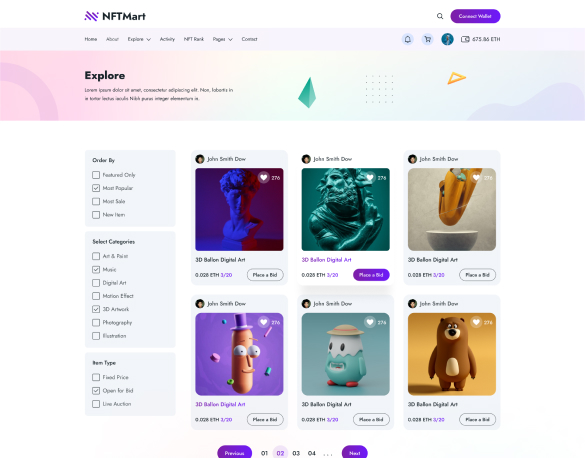 NFTMart
Connect Wallet
Home About Explore Activity NFT Rank Pages Contact
675.86 ETH
Explore
Lorem ipsum dolor sit amet, consectetur adipiscing elit. Non, lobortis in
in tortor lectus iaculis Nibh purus integer elementum in.
Order By
Featured Only
Most Popular
Most Sale
New Item
Select Categories
Art & Paint
Music
Digital Art
Motion Effect
3D Artwork
Photography
Illustration
Item Type
Fixed Price
Open for Bid
Live Auction
John Smith Dow
276
3D Ballon Digital Art
0.028 ETH 3/20 Place a Bid
John Smith Dow
276
3D Ballon Digital Art
0.028 ETH 3/20 Place a Bid
John Smith Dow
276
3D Ballon Digital Art
0.028 ETH 3/20 Place a Bid
John Smith Dow
276
3D Ballon Digital Art
0.028 ETH 3/20 Place a Bid
John Smith Dow
276
3D Ballon Digital Art
0.028 ETH 3/20 Place a Bid
John Smith Dow
276
3D Ballon Digital Art
0.028 ETH 3/20 Place a Bid
Previous 01 02 03 04 ... Next